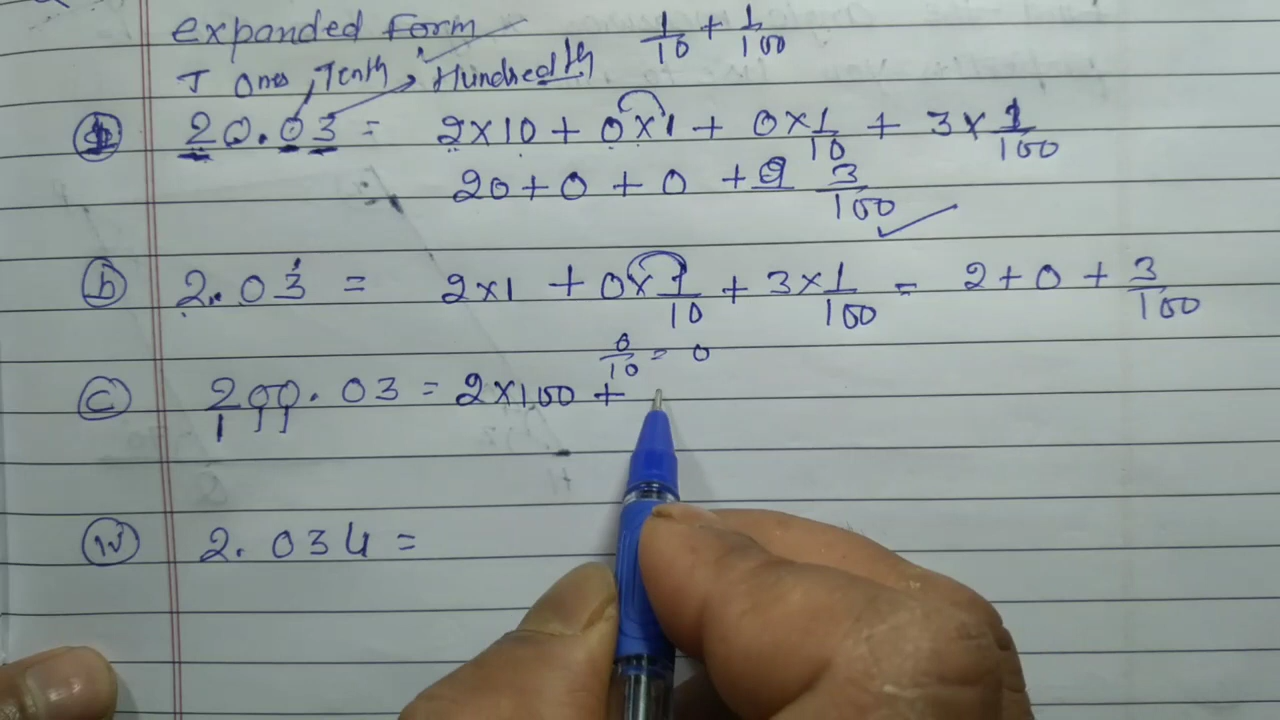 expanded form 1/10 + 1/100
T Ones, Tenth, Hundredth
20.03 = 2×10 + 0×1 + 0×1/10 + 3×1/100
20 + 0 + 0 + 3/100
(b) 2.03 = 2×1 + 0×1/10 + 3×1/100 = 2 + 0 + 3/100
0/10 = 0
(c) 200.03 = 2×100 +
(iv) 2.034 =